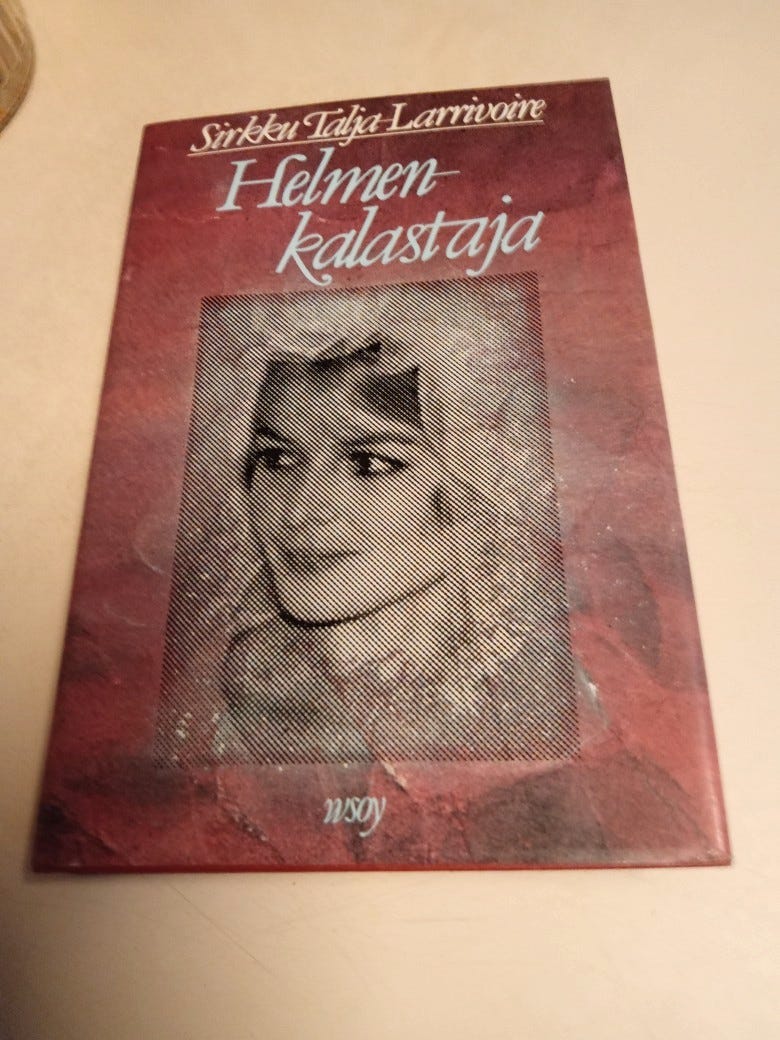 Sirkku Talja-Larrivoire
Helmen-
kalastaja
wsoy